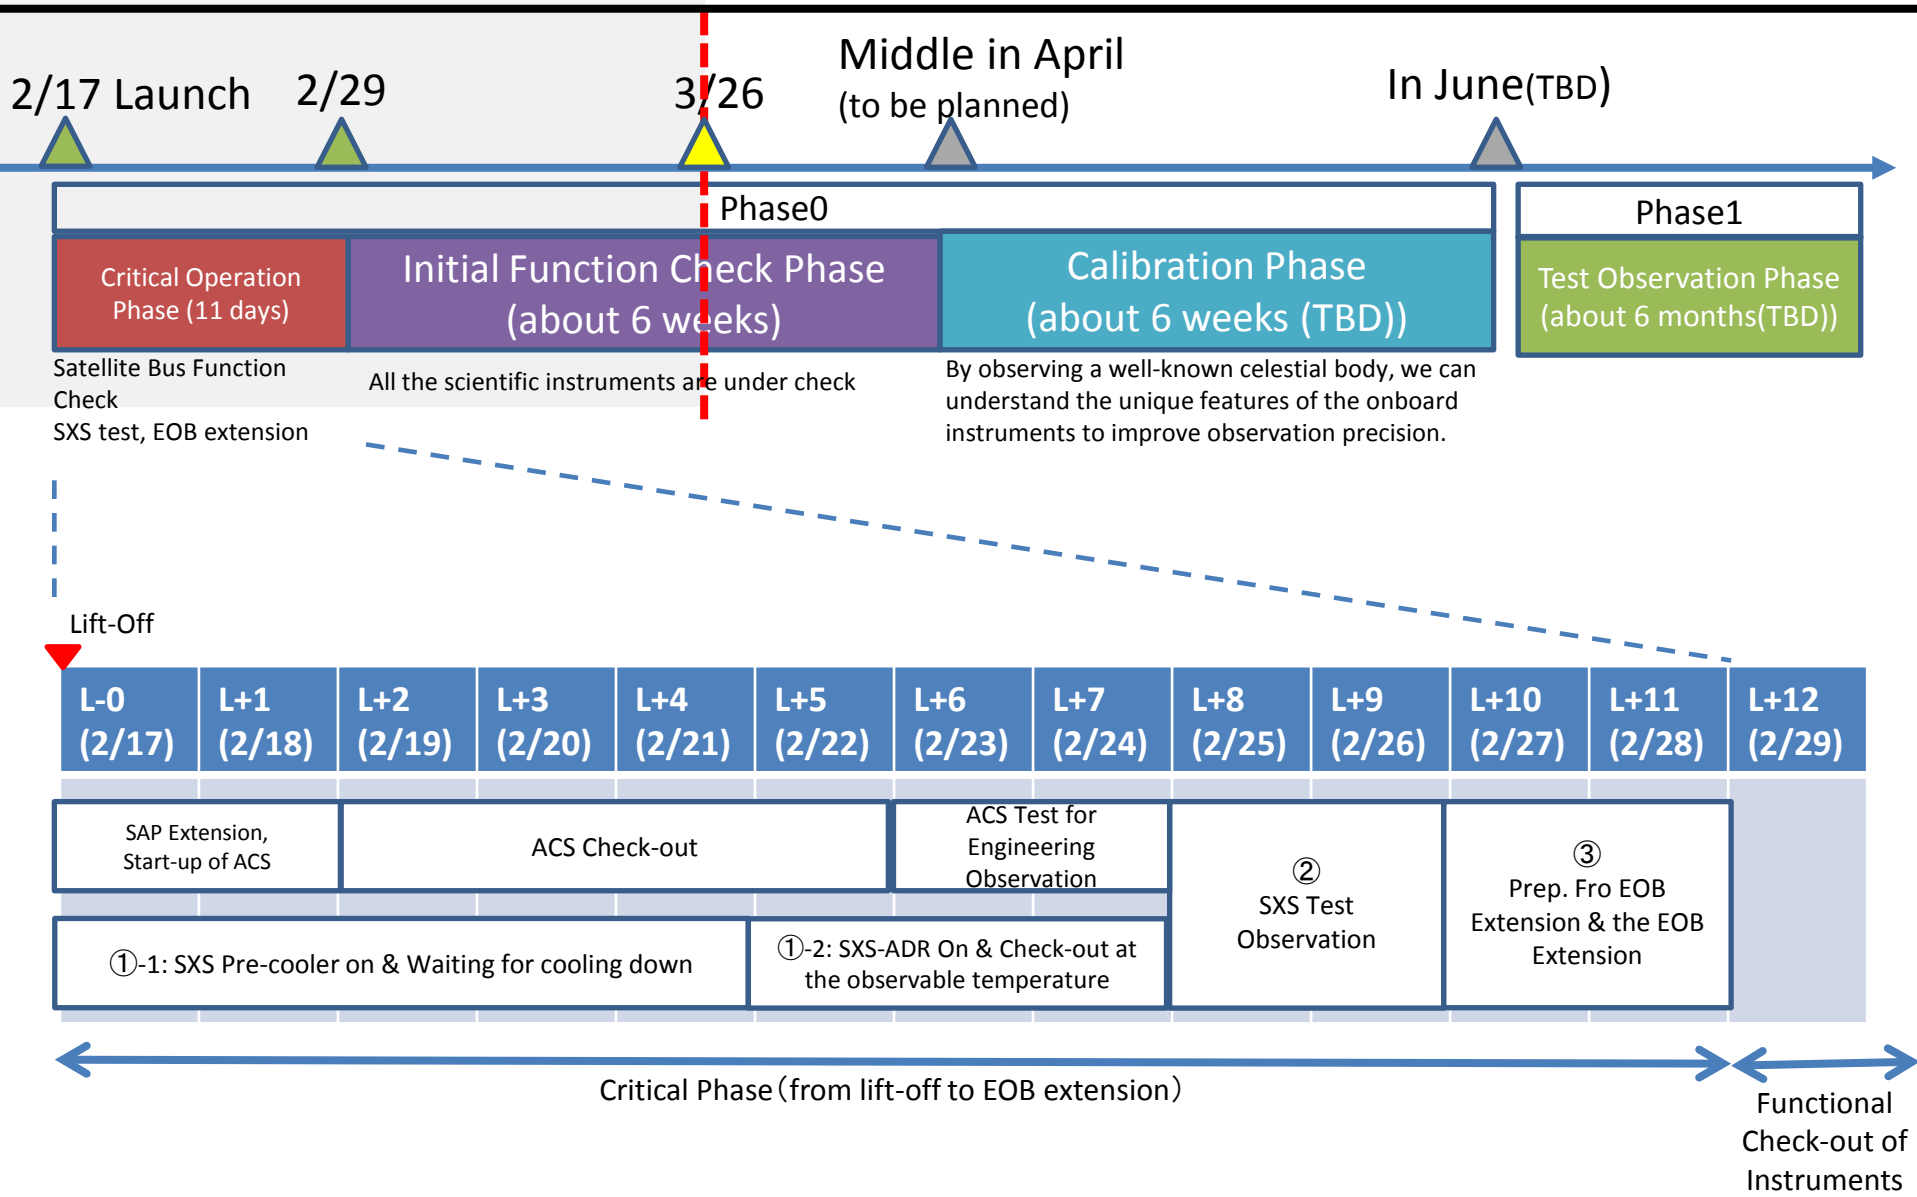 2/17 Launch
2/29
3/26
Middle in April
(to be planned)
In June(TBD)
Phase0
Phase1
Critical Operation
Phase (11 days)
Initial Function Check Phase
(about 6 weeks)
Calibration Phase
(about 6 weeks (TBD))
Test Observation Phase
(about 6 months(TBD))
Satellite Bus Function
Check
SXS test, EOB extension
All the scientific instruments are under check
By observing a well-known celestial body, we can
understand the unique features of the onboard
instruments to improve observation precision.
Lift-Off
L-0
(2/17)
L+1
(2/18)
L+2
(2/19)
L+3
(2/20)
L+4
(2/21)
L+5
(2/22)
L+6
(2/23)
L+7
(2/24)
L+8
(2/25)
L+9
(2/26)
L+10
(2/27)
L+11
(2/28)
L+12
(2/29)
SAP Extension,
Start-up of ACS
ACS Check-out
ACS Test for
Engineering
Observation
②
SXS Test
Observation
③
Prep. Fro EOB
Extension & the EOB
Extension
①-1: SXS Pre-cooler on & Waiting for cooling down
①-2: SXS-ADR On & Check-out at
the observable temperature
Critical Phase（from lift-off to EOB extension）
Functional
Check-out of
Instruments